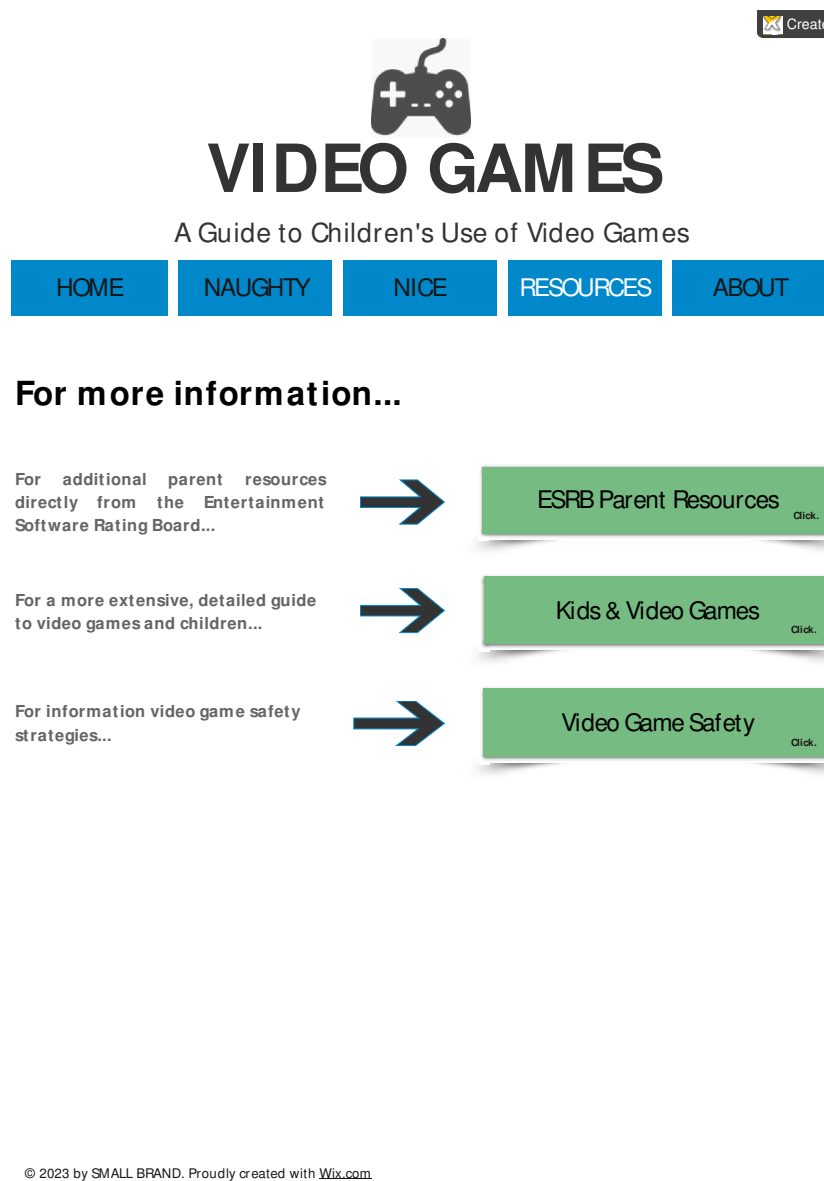 Create
VIDEO GAMES
A Guide to Children's Use of Video Games
HOME NAUGHTY NICE RESOURCES ABOUT
For more information...
For additional parent resources
directly from the Entertainment
Software Rating Board...
ESRB Parent Resources
Click.
For a more extensive, detailed guide
to video games and children...
Kids & Video Games
Click.
For information video game safety
strategies...
Video Game Safety
Click.
© 2023 by SMALL BRAND. Proudly created with Wix.com